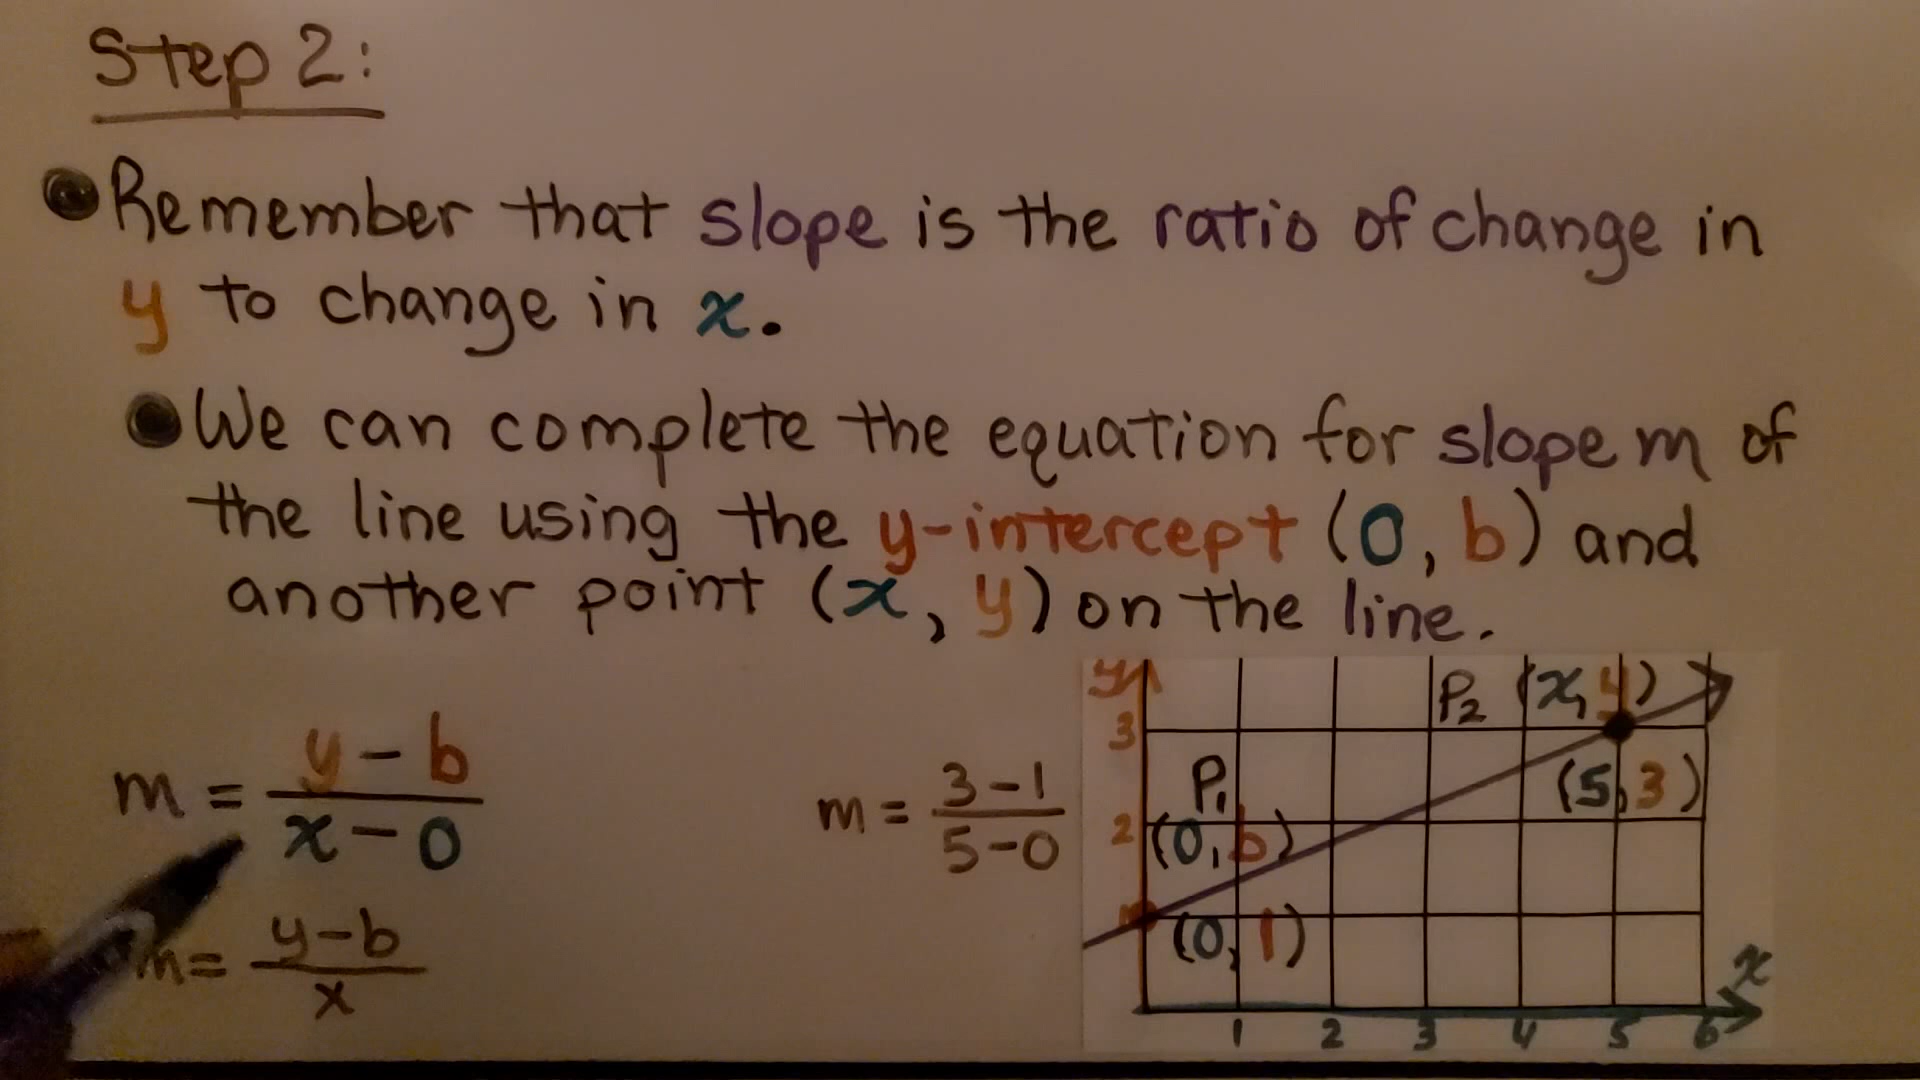 Step 2:
Remember that slope is the ratio of change in
y to change in x.
We can complete the equation for slope m of
the line using the y-intercept (0, b) and
another point (x, y) on the line.
m = y - b / x - 0
m = y - b / x
m = 3 - 1 / 5 - 0
y
P2 (x, y)
3
P1
(5, 3)
2
(0, b)
(0, 1)
x
1 2 3 4 5 6